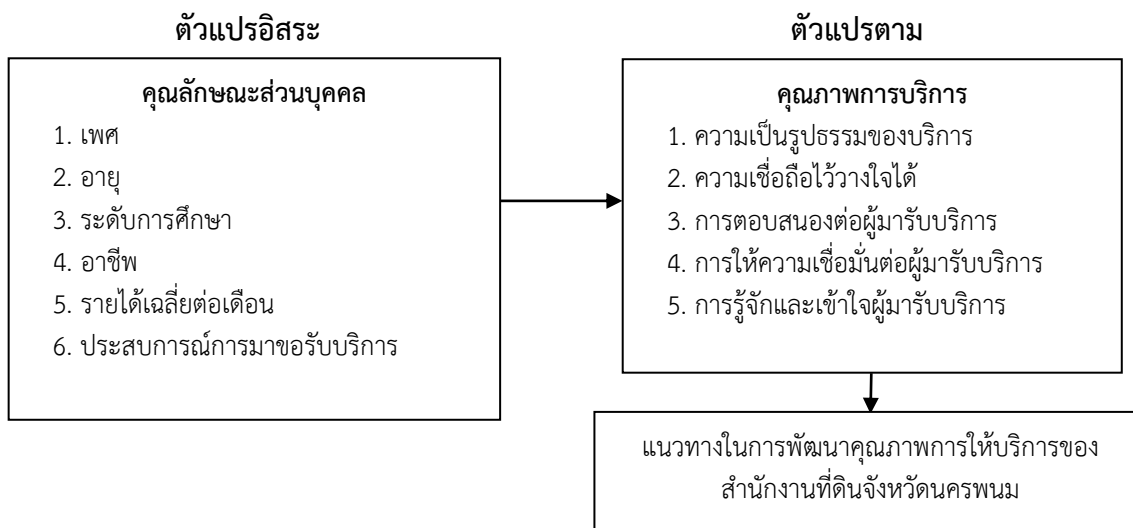 ตัวแปรอิสระ
คุณลักษณะส่วนบุคคล
1. เพศ
2. อายุ
3. ระดับการศึกษา
4. อาชีพ
5. รายได้เฉลี่ยต่อเดือน
6. ประสบการณ์การมาขอรับบริการ
ตัวแปรตาม
คุณภาพการบริการ
1. ความเป็นรูปธรรมของบริการ
2. ความเชื่อถือไว้วางใจได้
3. การตอบสนองต่อผู้มารับบริการ
4. การให้ความเชื่อมั่นต่อผู้มารับบริการ
5. การรู้จักและเข้าใจผู้มารับบริการ
แนวทางในการพัฒนาคุณภาพการให้บริการของ
สำนักงานที่ดินจังหวัดนครพนม